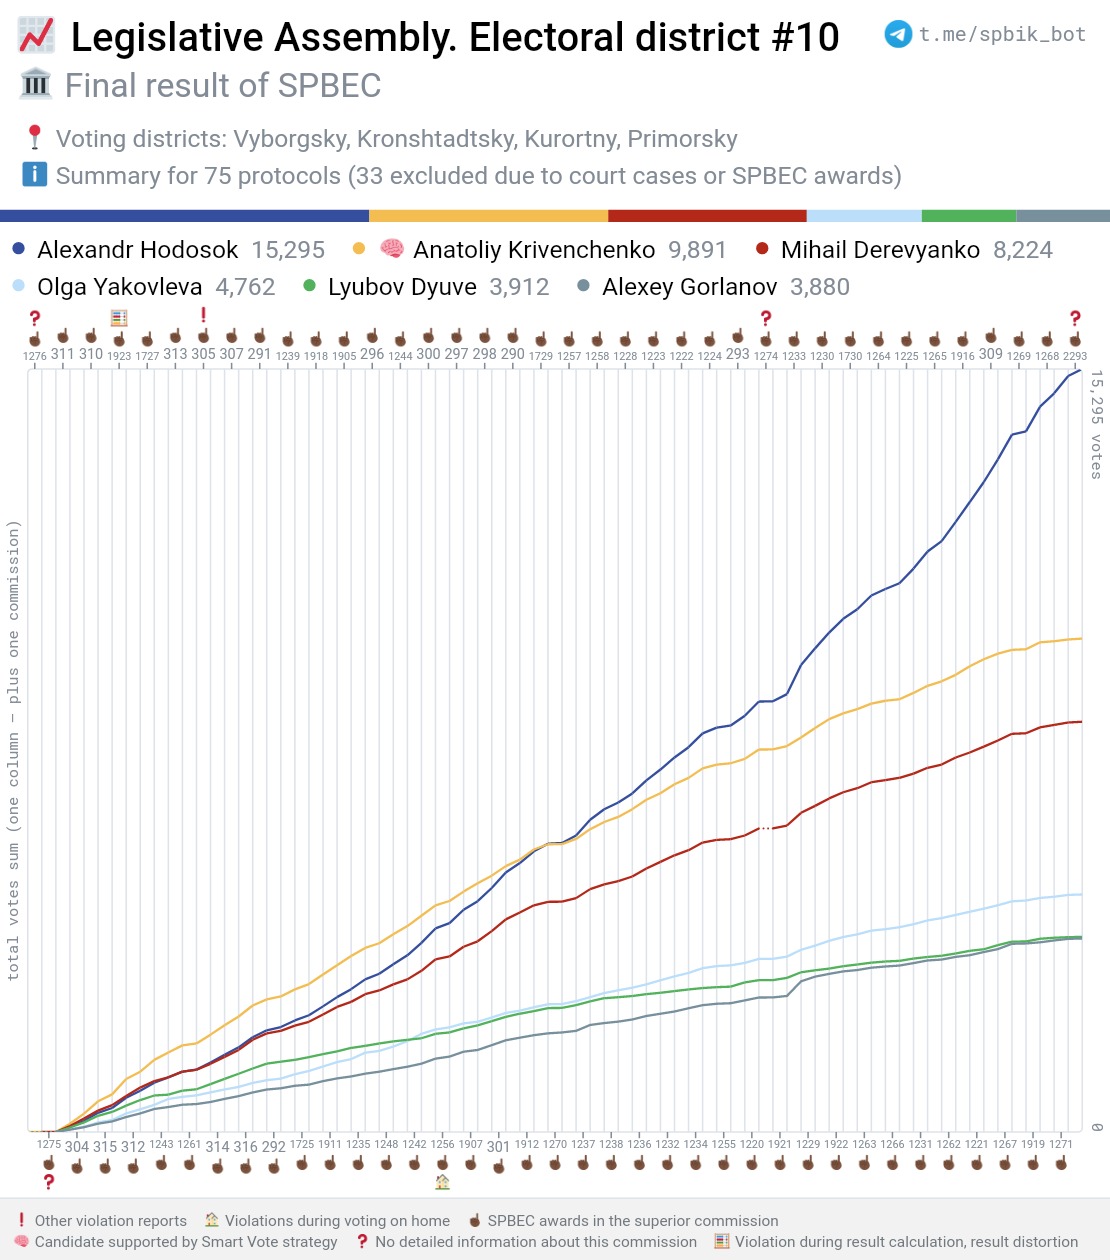 Legislative Assembly. Electoral district #10
t.me/spbik_bot
Final result of SPBEC
Voting districts: Vyborgsky, Kronshtadtsky, Kurortny, Primorsky
Summary for 75 protocols (33 excluded due to court cases or SPBEC awards)
Alexandr Hodosok 15,295 Anatoliy Krivenchenko 9,891 Mihail Derevyanko 8,224
Olga Yakovleva 4,762 Lyubov Dyuve 3,912 Alexey Gorlanov 3,880
1276 311 310 1923 1727 313 305 307 291 1239 1918 1905 296 1244 300 297 298 290 1729 1257 1258 1228 1223 1222 1224 293 1274 1233 1230 1730 1264 1225 1265 1916 309 1269 1268 2293
15,295 votes
total votes sum (one column – plus one commission)
0
1275 304 315 312 1243 1261 314 316 292 1725 1911 1235 1248 1242 1256 1907 301 1912 1270 1237 1238 1236 1232 1234 1255 1220 1921 1229 1922 1263 1266 1231 1262 1221 1267 1919 1271
Other violation reports Violations during voting on home SPBEC awards in the superior commission
Candidate supported by Smart Vote strategy No detailed information about this commission Violation during result calculation, result distortion